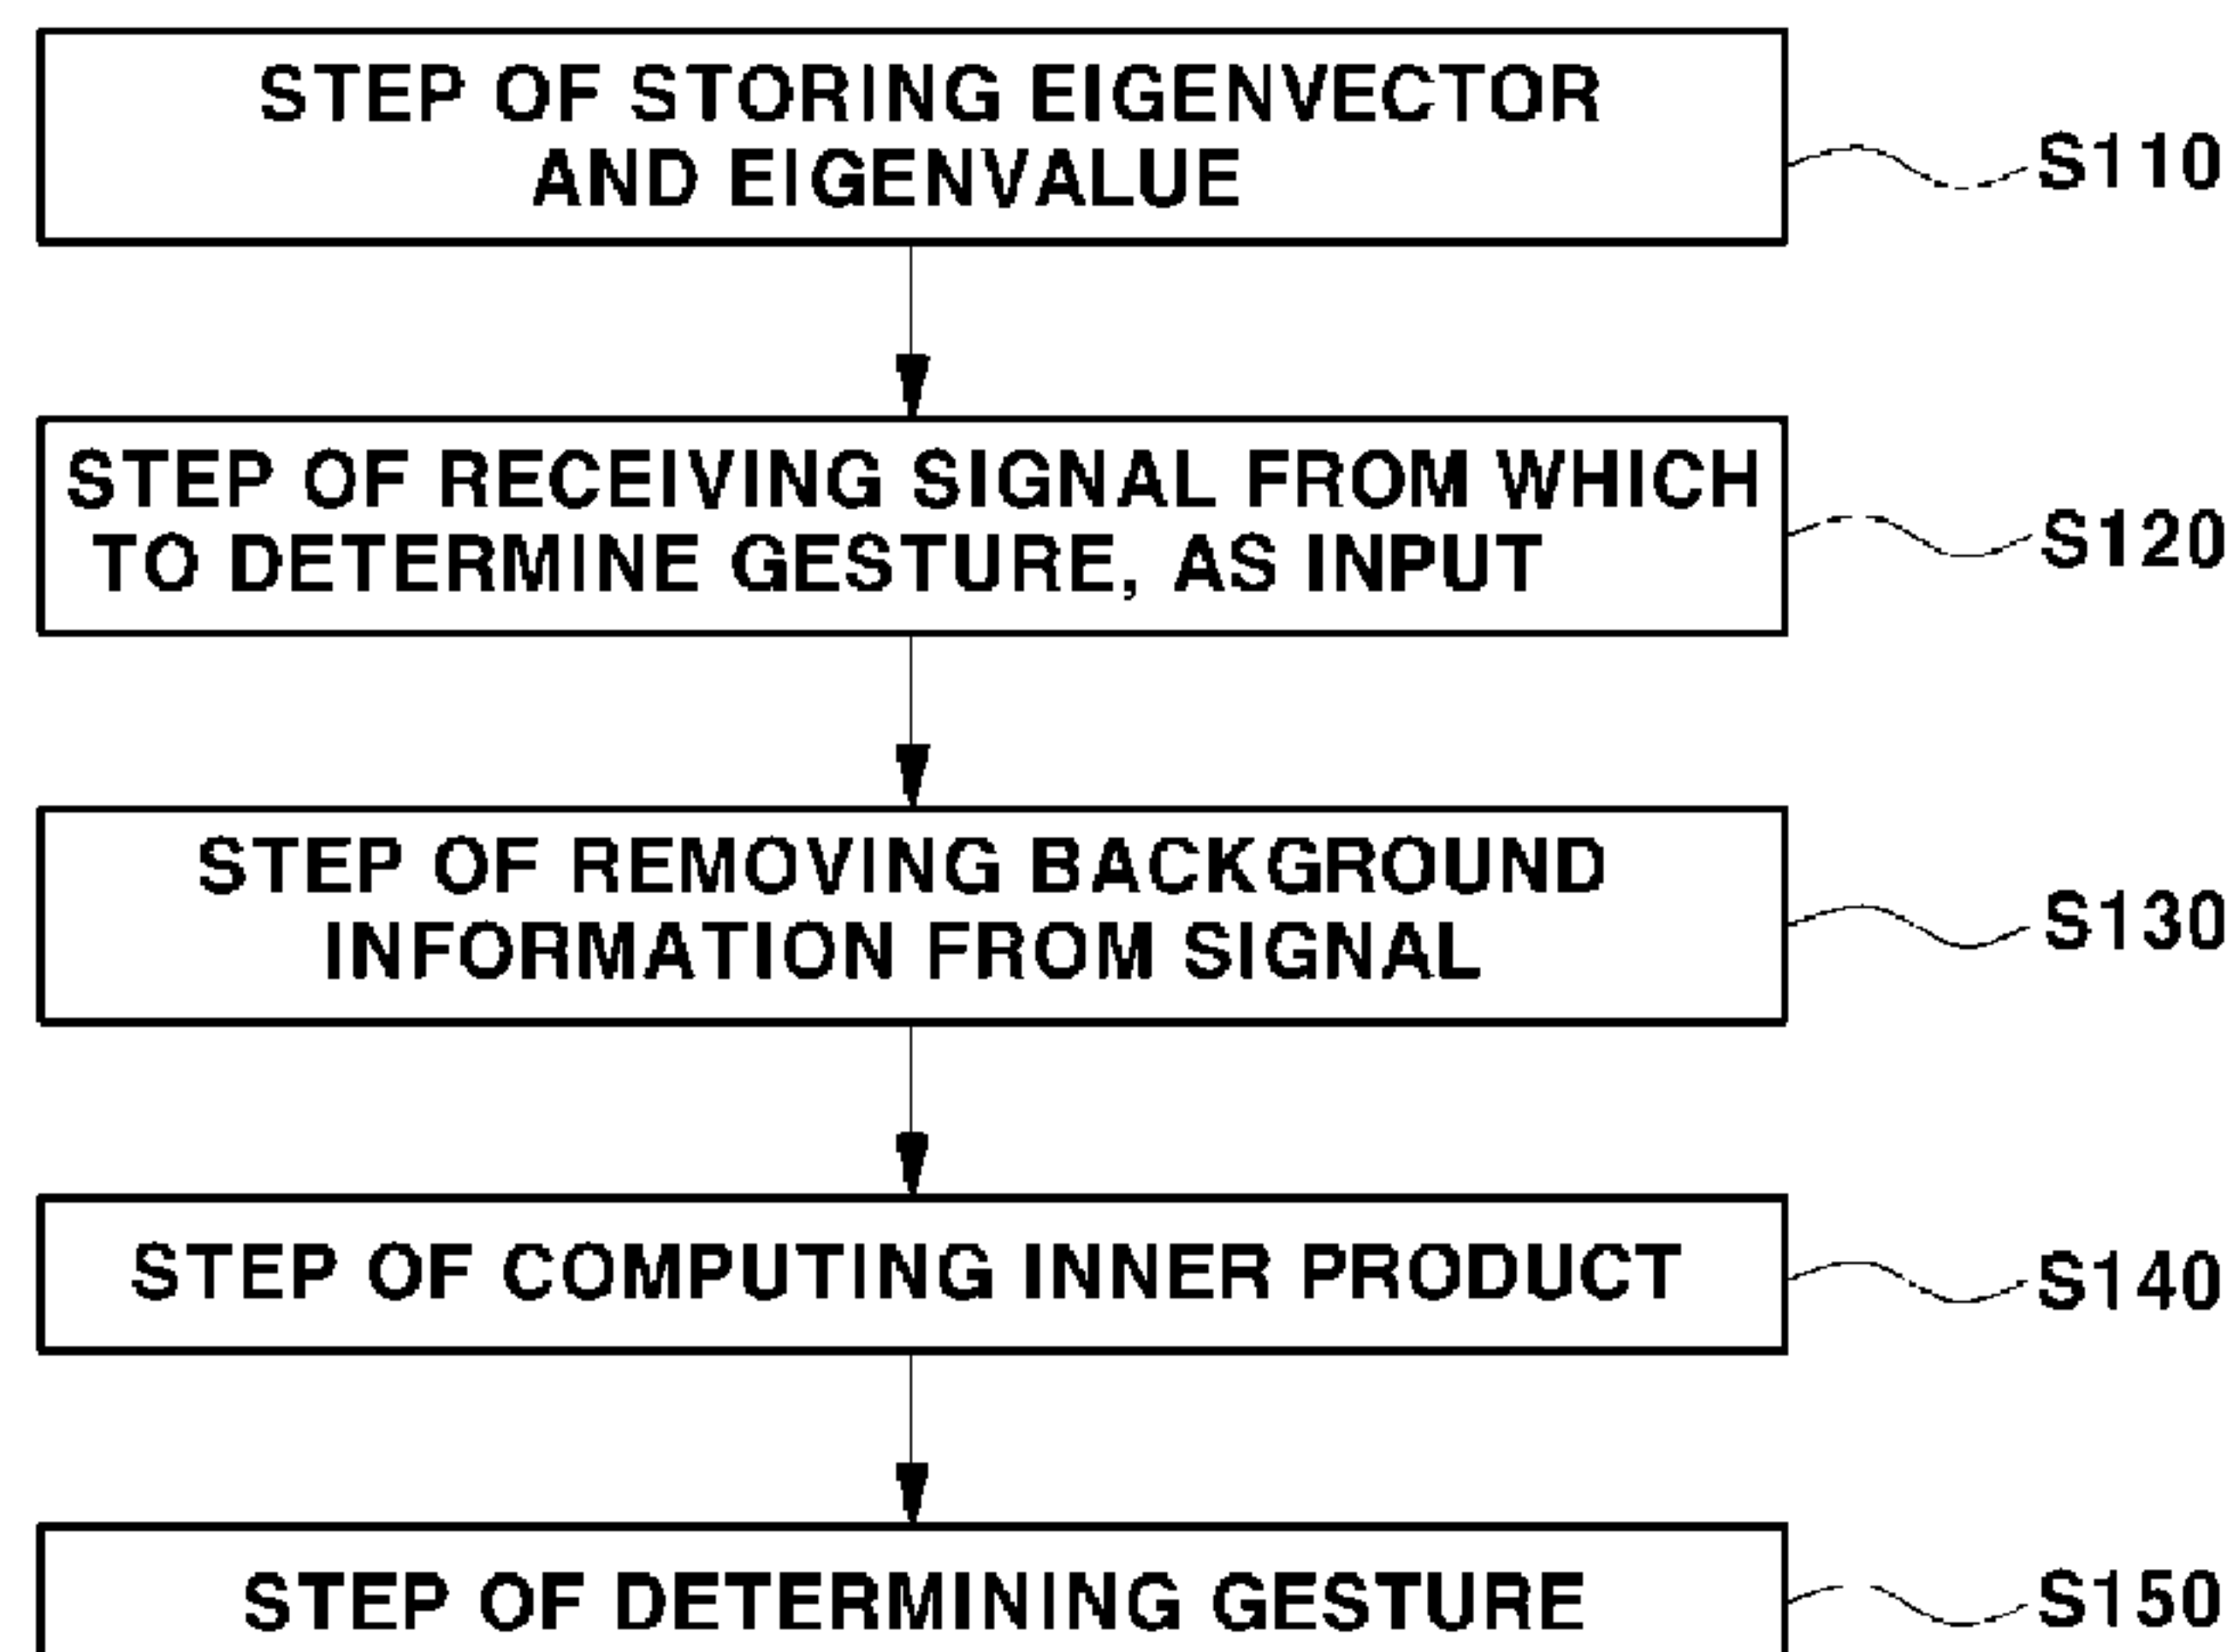 STEP OF STORING EIGENVECTOR
AND EIGENVALUE
S110
STEP OF RECEIVING SIGNAL FROM WHICH
TO DETERMINE GESTURE, AS INPUT
S120
STEP OF REMOVING BACKGROUND
INFORMATION FROM SIGNAL
S130
STEP OF COMPUTING INNER PRODUCT
S140
STEP OF DETERMINING GESTURE
S150